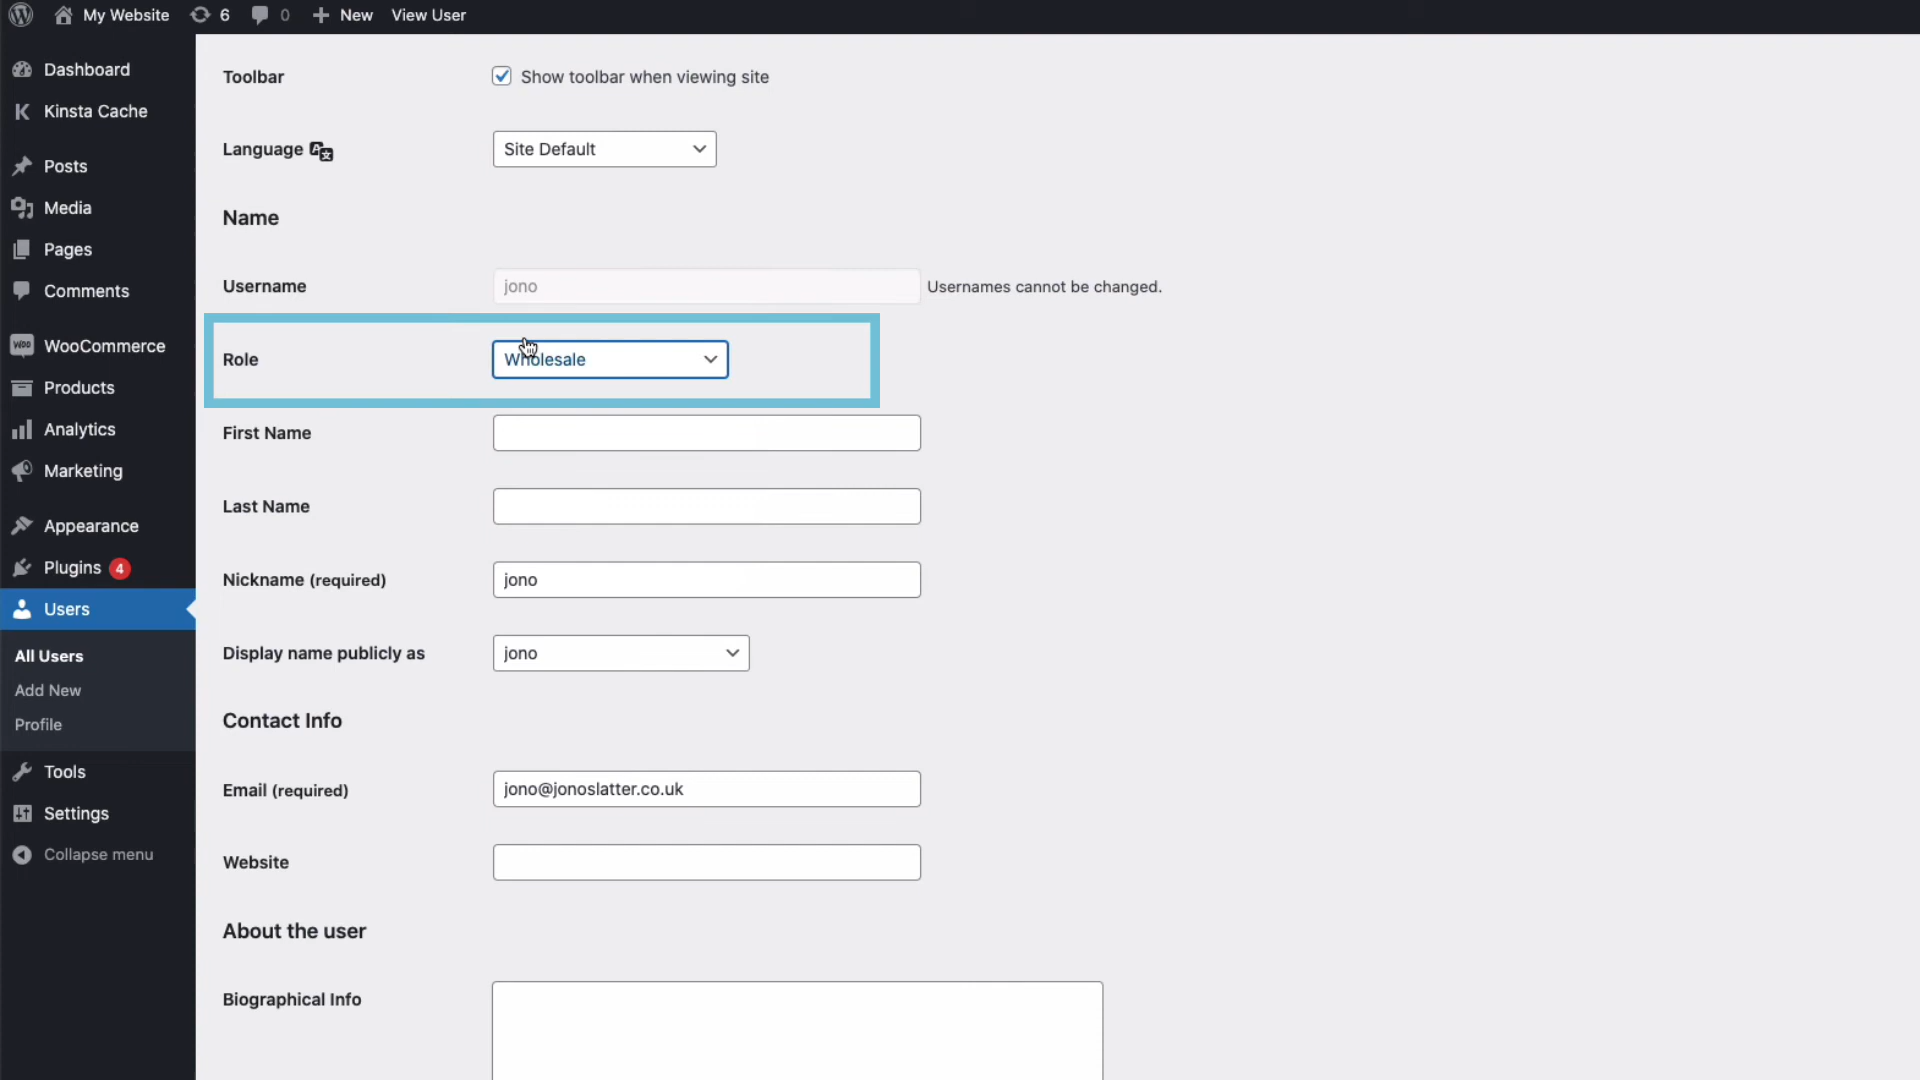 My Website 6 0 New View User
Dashboard
Kinsta Cache
Posts
Media
Pages
Comments
WooCommerce
Products
Analytics
Marketing
Appearance
Plugins 4
Users
All Users
Add New
Profile
Tools
Settings
Collapse menu
Toolbar Show toolbar when viewing site
Language Site Default
Name
Username jono Usernames cannot be changed.
Role Wholesale
First Name
Last Name
Nickname (required) jono
Display name publicly as jono
Contact Info
Email (required) jono@jonoslatter.co.uk
Website
About the user
Biographical Info